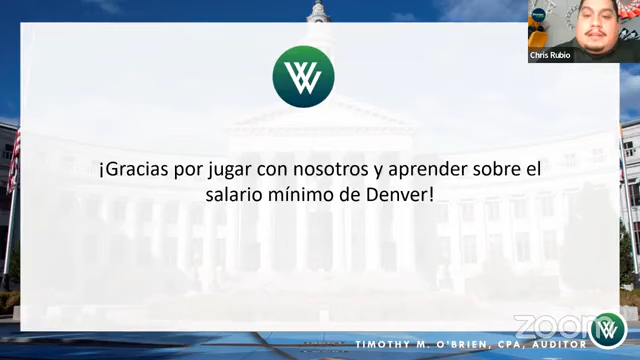 Chris Rubio
¡Gracias por jugar con nosotros y aprender sobre el
salario mínimo de Denver!
zoom
TIMOTHY M. O'BRIEN, CPA, AUDITOR